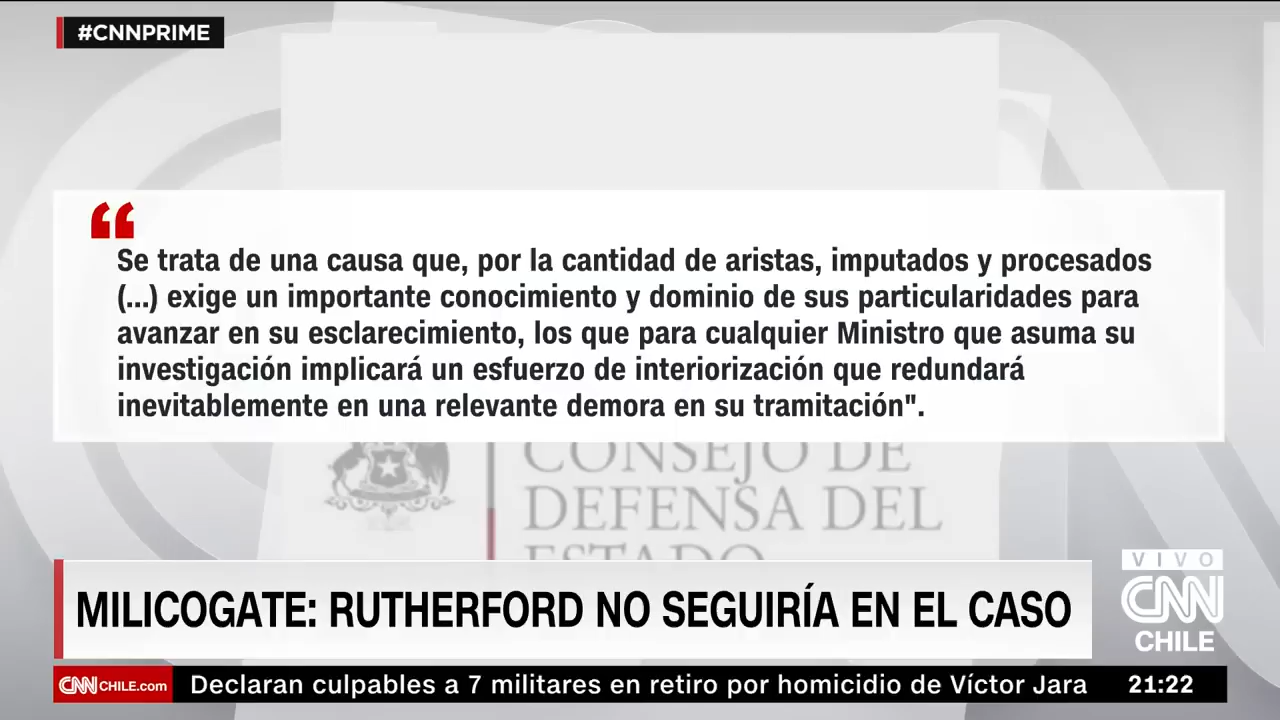 #CNNPRIME
“
Se trata de una causa que, por la cantidad de aristas, imputados y procesados
(...) exige un importante conocimiento y dominio de sus particularidades para
avanzar en su esclarecimiento, los que para cualquier Ministro que asuma su
investigación implicará un esfuerzo de interiorización que redundará
inevitablemente en una relevante demora en su tramitación".
CONSEJO DE
DEFENSA DEL
ESTADO
MILICOGATE: RUTHERFORD NO SEGUIRÍA EN EL CASO
VIVO
CNN
CHILE
CNNCHILE.com Declaran culpables a 7 militares en retiro por homicidio de Víctor Jara 21:22